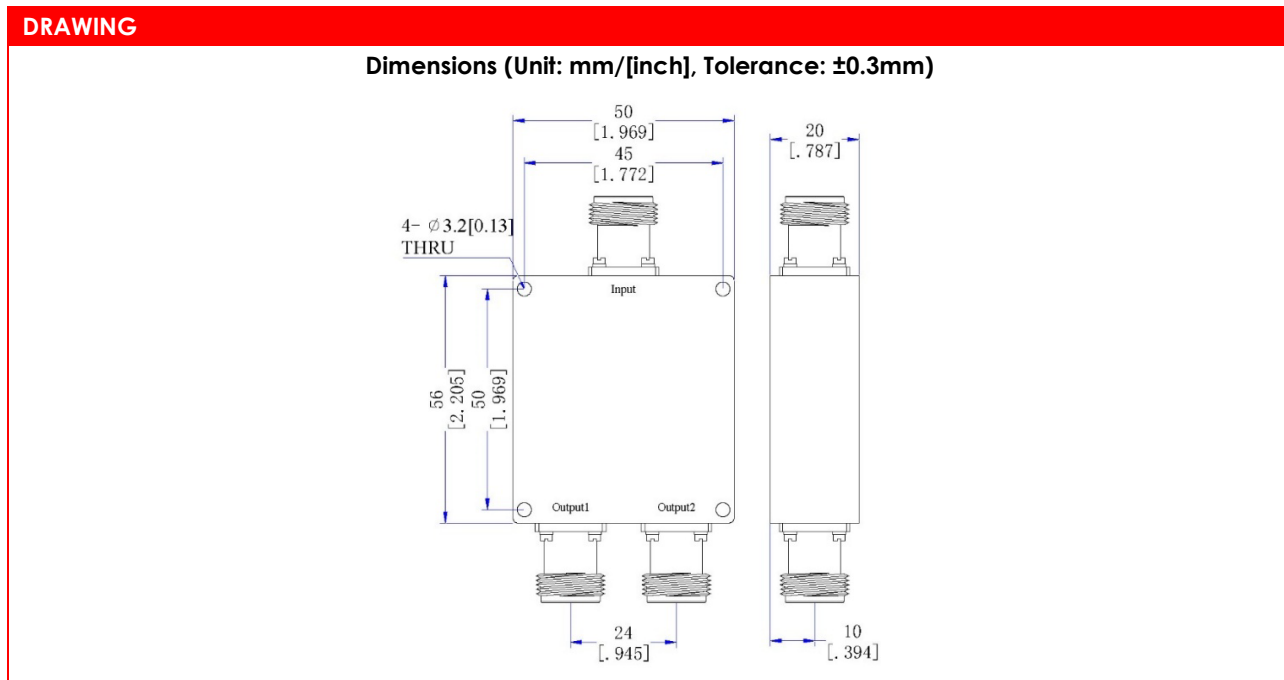 DRAWING
Dimensions (Unit: mm/[inch], Tolerance: ±0.3mm)
50
[1.969]
20
[.787]
45
[1.772]
4- ∅3.2[0.13]
THRU
Input
56
[2.205]
50
[1.969]
Output1
Output2
24
[.945]
10
[.394]